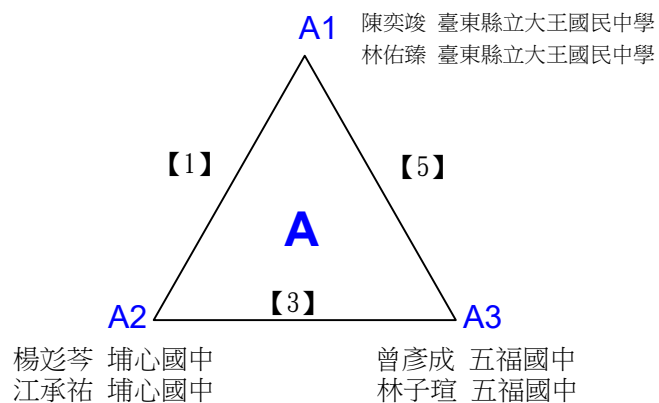 A1
陳奕竣 臺東縣立大王國民中學
林佑臻 臺東縣立大王國民中學
【1】
【5】
A
【3】
A2
A3
楊彣芩 埔心國中
江承祐 埔心國中
曾彥成 五福國中
林子瑄 五福國中